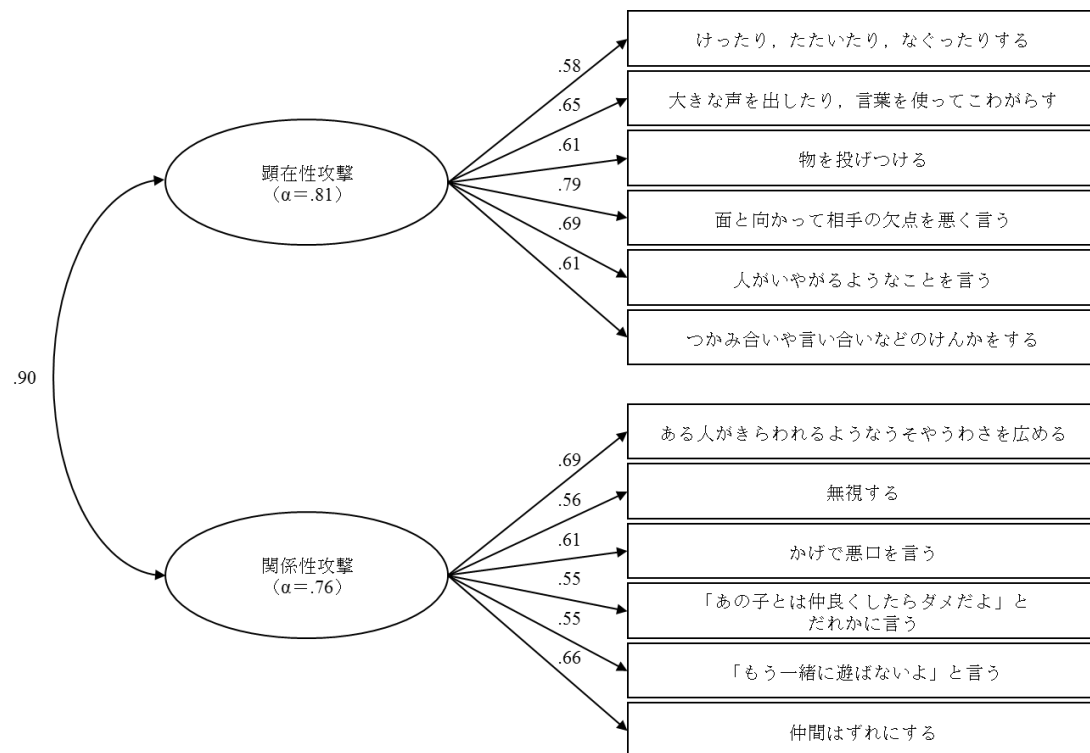 けったり，たたいたり，なぐったりする
.58
大きな声を出したり，言葉を使ってこわがらす
.65
物を投げつける
.61
顕在性攻撃
（α＝.81）
.79
面と向かって相手の欠点を悪く言う
.69
人がいやがるようなことを言う
.61
つかみ合いや言い合いなどのけんかをする
.90
ある人がきらわれるようなうそやうわさを広める
.69
無視する
.56
かげで悪口を言う
.61
関係性攻撃
（α＝.76）
.55
「あの子とは仲良くしたらダメだよ」と
だれかに言う
.55
「もう一緒に遊ばないよ」と言う
.66
仲間はずれにする